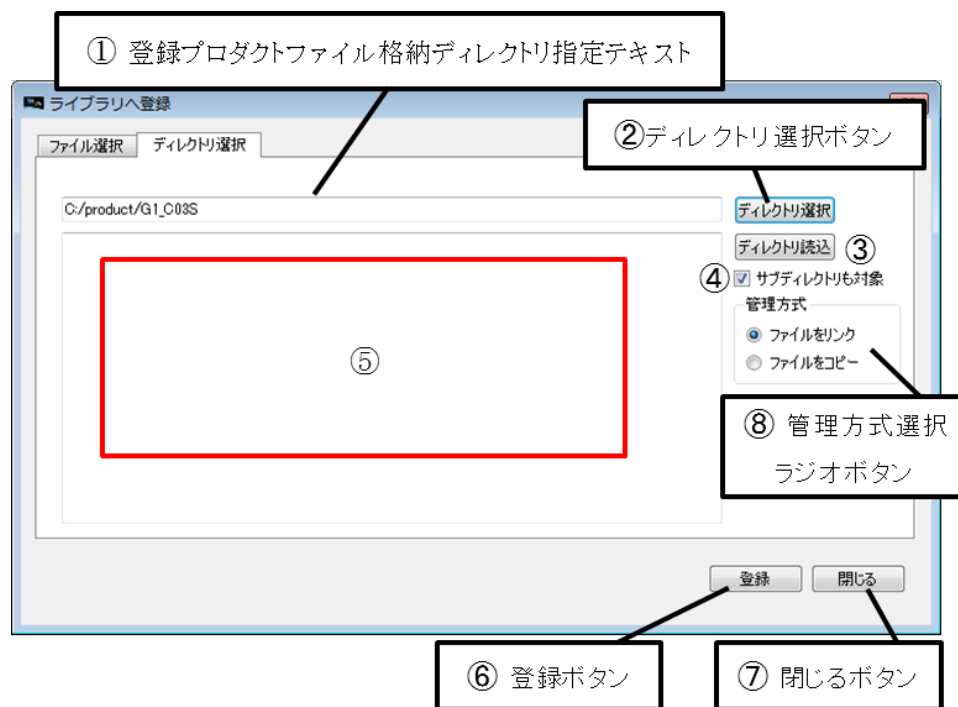 ① 登録プロダクトファイル格納ディレクトリ指定テキスト
ライブラリへ登録
②ディレクトリ選択ボタン
ファイル選択
ディレクトリ選択
C:/product/G1_C03S
ディレクトリ選択
ディレクトリ読込 ③
④ サブディレクトリも対象
管理方式
ファイルをリンク
⑤
ファイルをコピー
⑧ 管理方式選択
ラジオボタン
登録
閉じる
⑥ 登録ボタン
⑦ 閉じるボタン